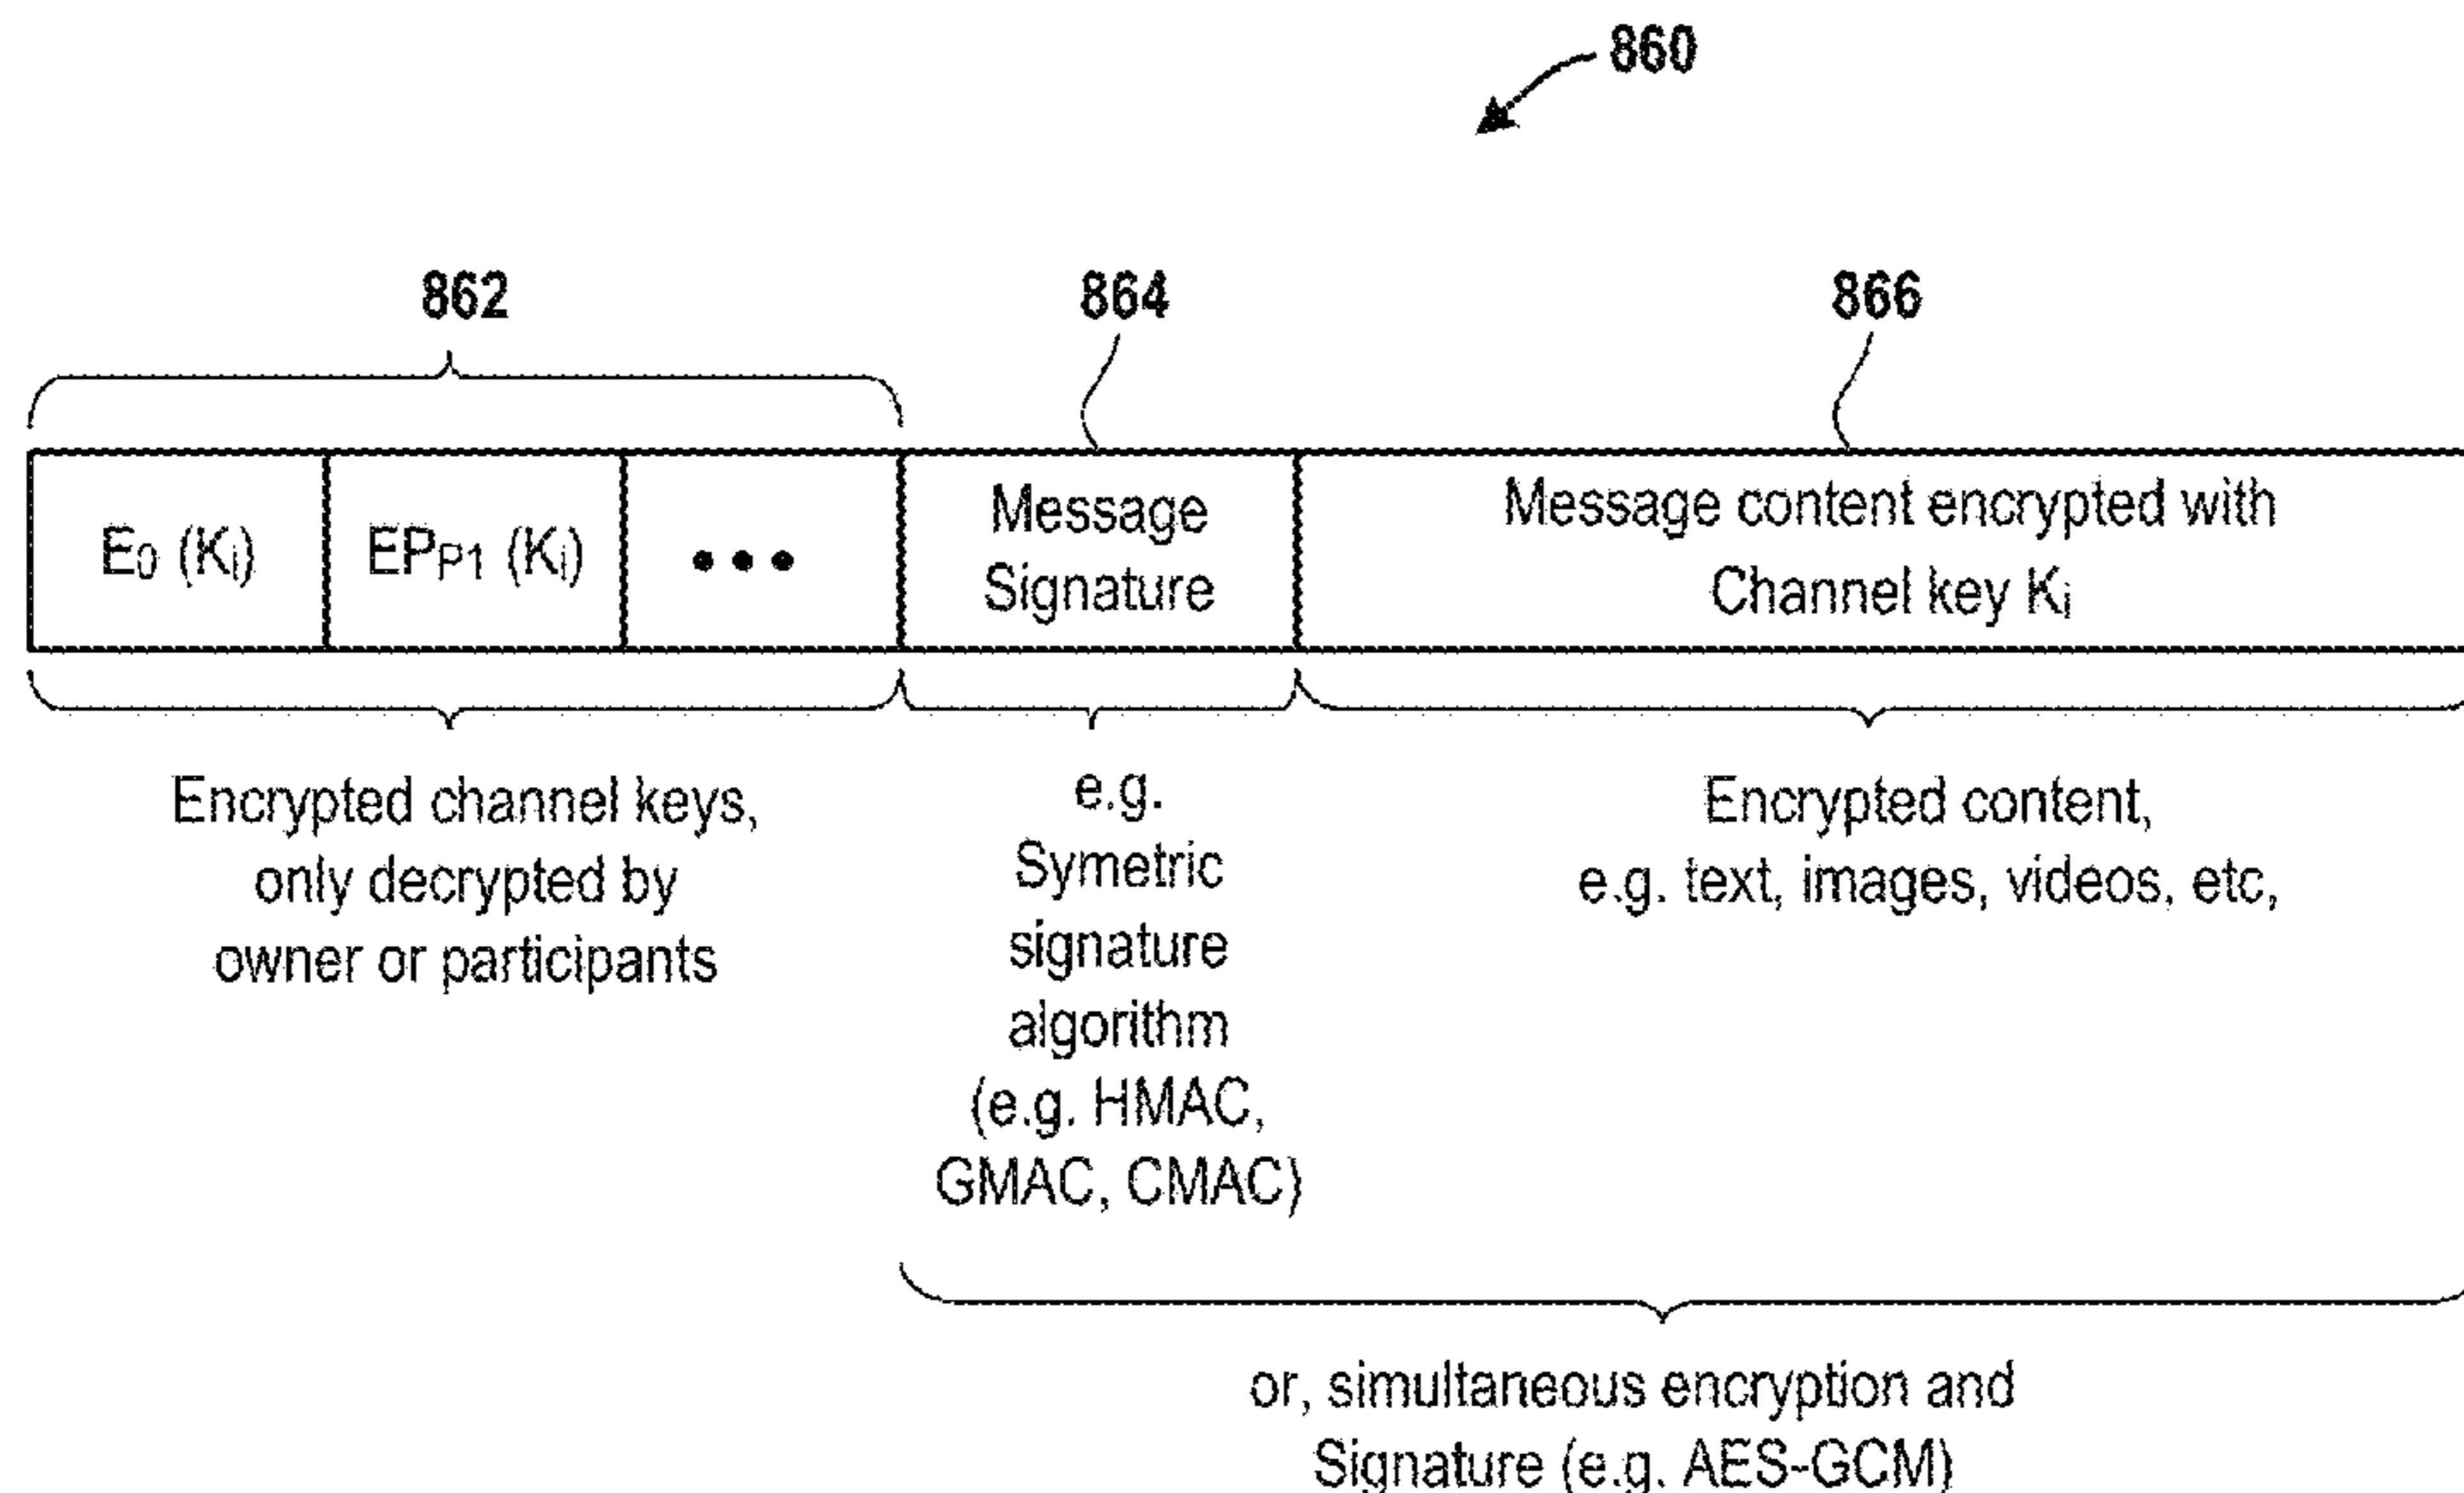 860
862
864
866
E₀ (Kᵢ)
EPP1 (Kᵢ)
•••
Message
Signature
Message content encrypted with
Channel key Kᵢ
Encrypted channel keys,
only decrypted by
owner or participants
e.g.
Symetric
signature
algorithm
(e.g. HMAC,
GMAC, CMAC)
Encrypted content,
e.g. text, images, videos, etc,
or, simultaneous encryption and
Signature (e.g. AES-GCM)